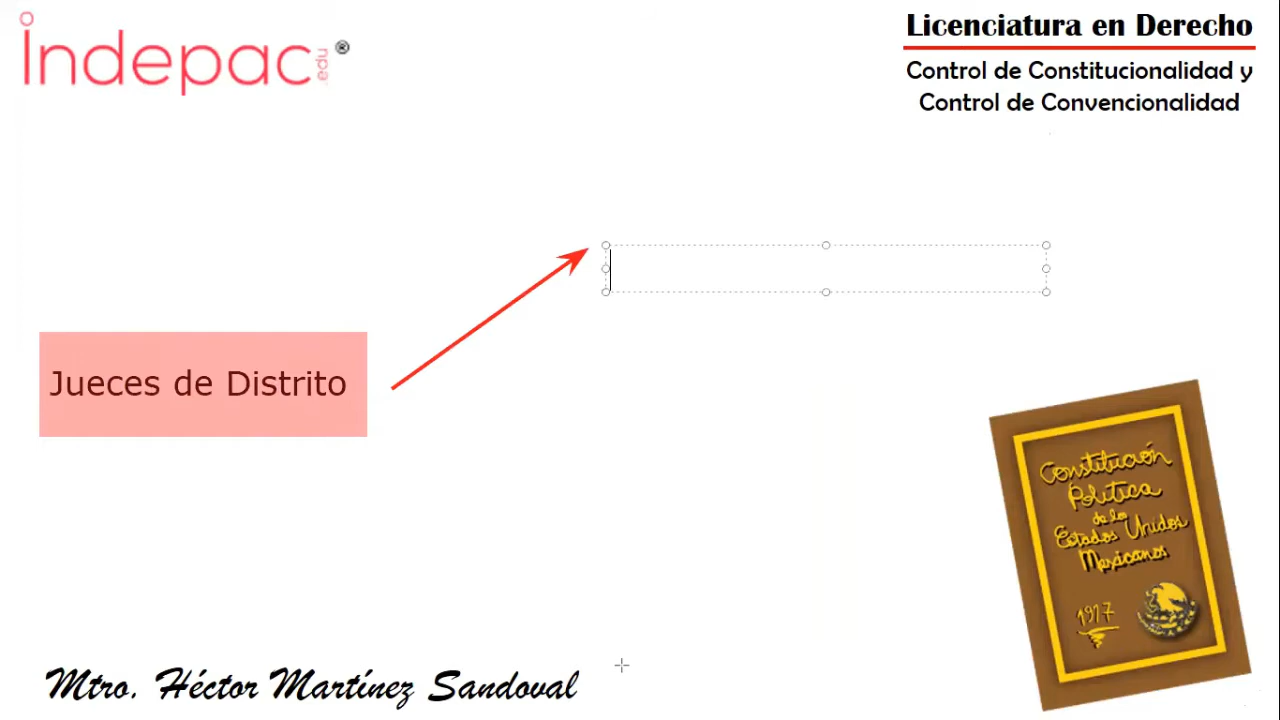 Indepac.edu®
Licenciatura en Derecho
Control de Constitucionalidad y
Control de Convencionalidad
Jueces de Distrito
Constitución
Política
de los
Estados Unidos
Mexicanos
1917
Mtro. Héctor Martínez Sandoval